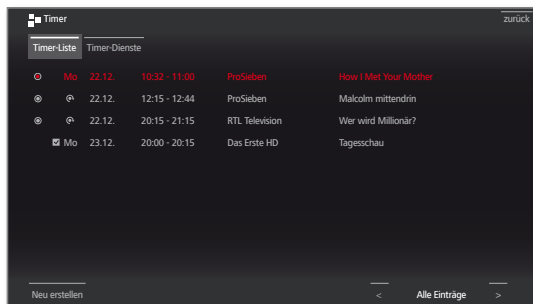 Timer zurück
Timer-Liste Timer-Dienste
Mo 22.12. 10:32 - 11:00 ProSieben How I Met Your Mother
22.12. 12:15 - 12:44 ProSieben Malcolm mittendrin
22.12. 20:15 - 21:15 RTL Television Wer wird Millionär?
Mo 23.12. 20:00 - 20:15 Das Erste HD Tagesschau
Neu erstellen < Alle Einträge >